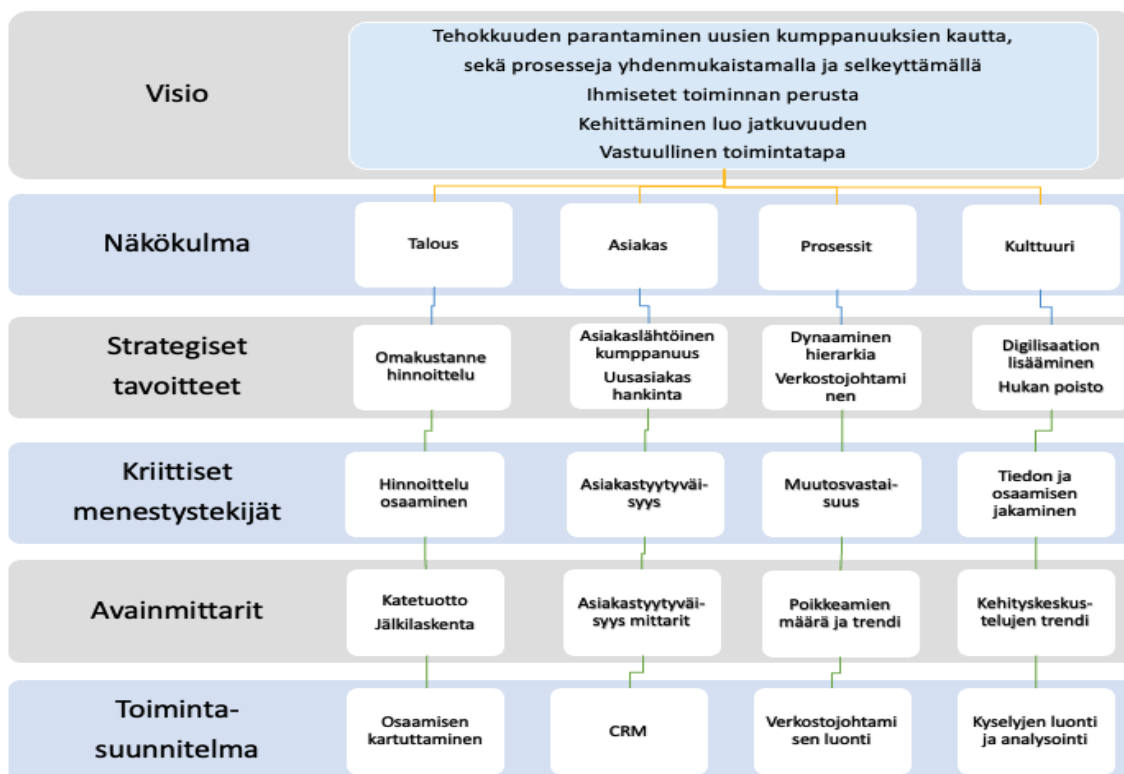 Visio
Tehokkuuden parantaminen uusien kumppanuuksien kautta,
sekä prosesseja yhdenmukaistamalla ja selkeyttämällä
Ihmisetet toiminnan perusta
Kehittäminen luo jatkuvuuden
Vastuullinen toimintatapa
Näkökulma
Talous
Asiakas
Prosessit
Kulttuuri
Strategiset
tavoitteet
Omakustanne
hinnoittelu
Asiakaslähtöinen
kumppanuus
Uusasiakas
hankinta
Dynaaminen
hierarkia
Verkostojohtami
nen
Digilisaation
lisääminen
Hukan poisto
Kriittiset
menestystekijät
Hinnoittelu
osaaminen
Asiakastyytyväi-
syys
Muutosvastai-
suus
Tiedon ja
osaamisen
jakaminen
Avainmittarit
Katetuotto
Jälkilaskenta
Asiakastyytyväi-
syys mittarit
Poikkeamien
määrä ja trendi
Kehityskeskus-
telujen trendi
Toiminta-
suunnitelma
Osaamisen
kartuttaminen
CRM
Verkostojohtami
sen luonti
Kyselyjen luonti
ja analysointi